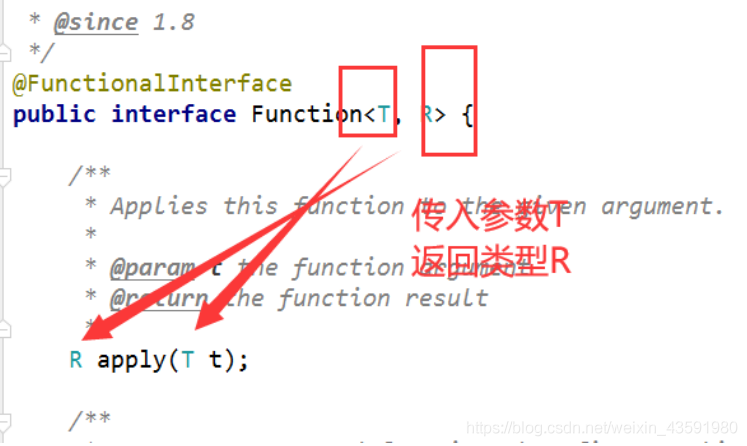 * @since 1.8
*/
@FunctionalInterface
public interface Function<T, R> {
/**
* Applies this function to the given argument.
*
* @param t the function argument
* @return the function result
*
R apply(T t);
/**
传入参数T
返回类型R
https://blog.csdn.net/weixin_43591980